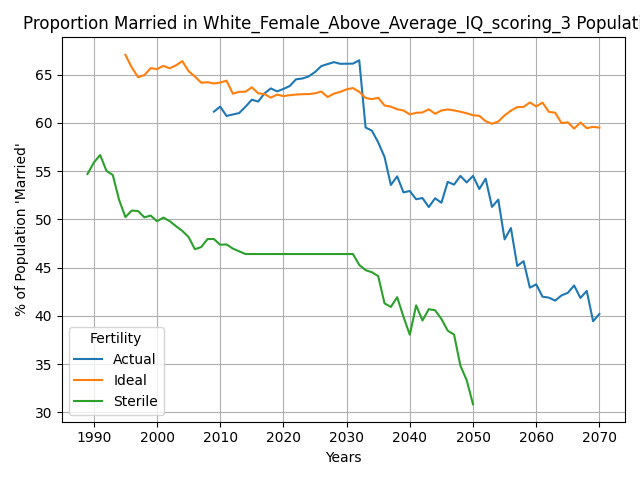 Proportion Married in White_Female_Above_Average_IQ_scoring_3 Populati
65
60
55
50
45
40
35
30
% of Population 'Married'
Fertility
Actual
Ideal
Sterile
1990 2000 2010 2020 2030 2040 2050 2060 2070
Years